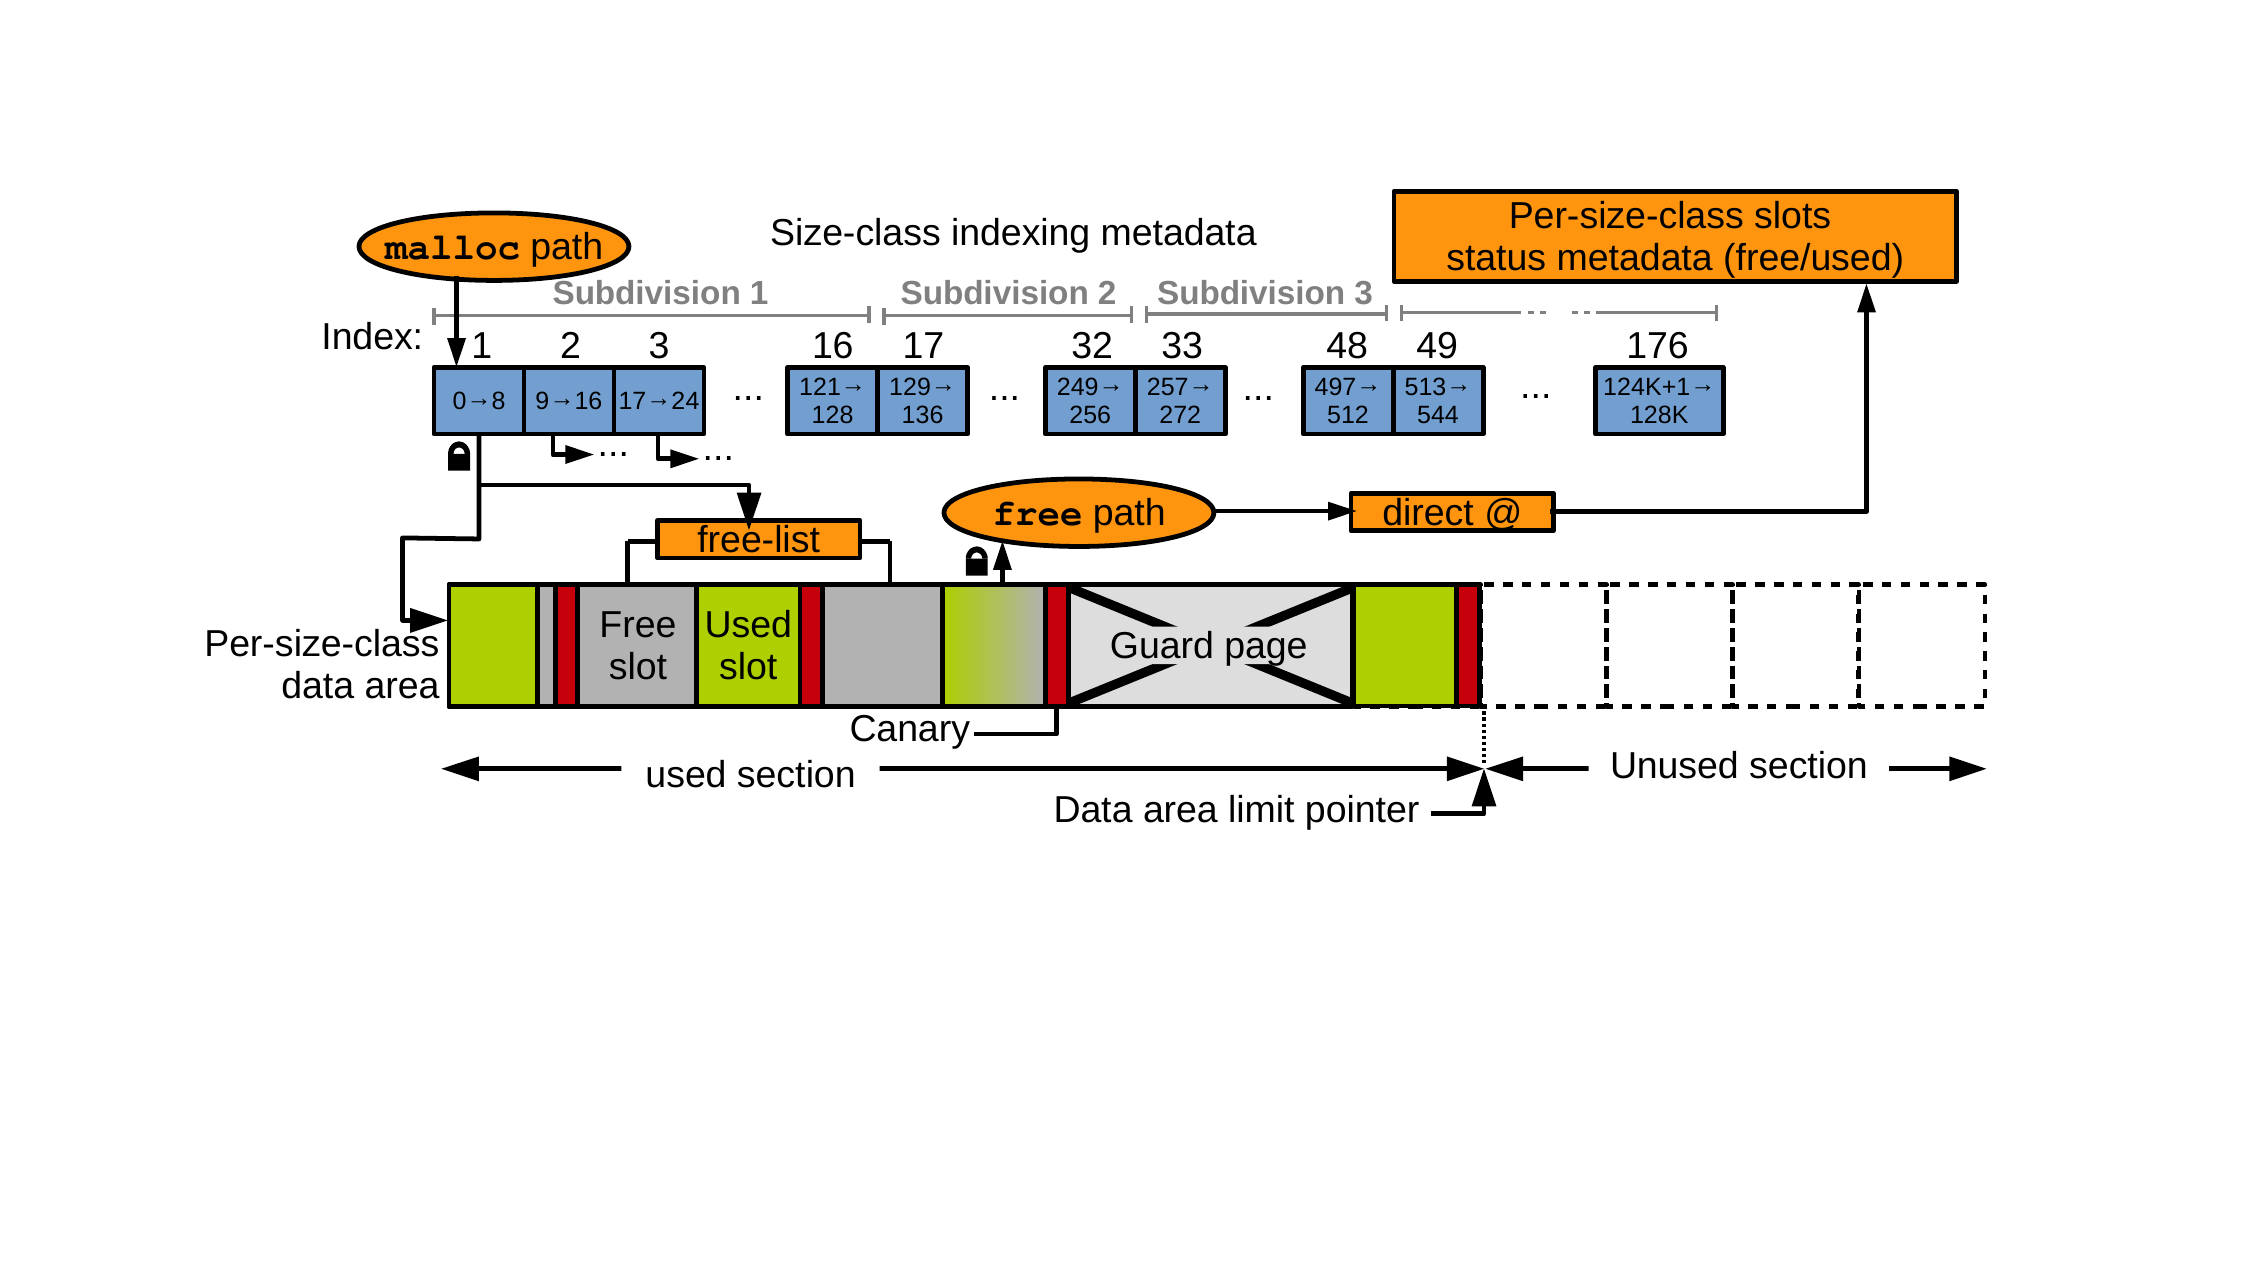 malloc path
Size-class indexing metadata
Per-size-class slots
status metadata (free/used)
Subdivision 1
Subdivision 2
Subdivision 3
Index:
1
2
3
16
17
32
33
48
49
176
0→8
9→16
17→24
...
121→
128
129→
136
...
249→
256
257→
272
...
497→
512
513→
544
...
124K+1→
128K
...
...
free path
direct @
free-list
Per-size-class
data area
Free
slot
Used
slot
Guard page
Canary
used section
Unused section
Data area limit pointer